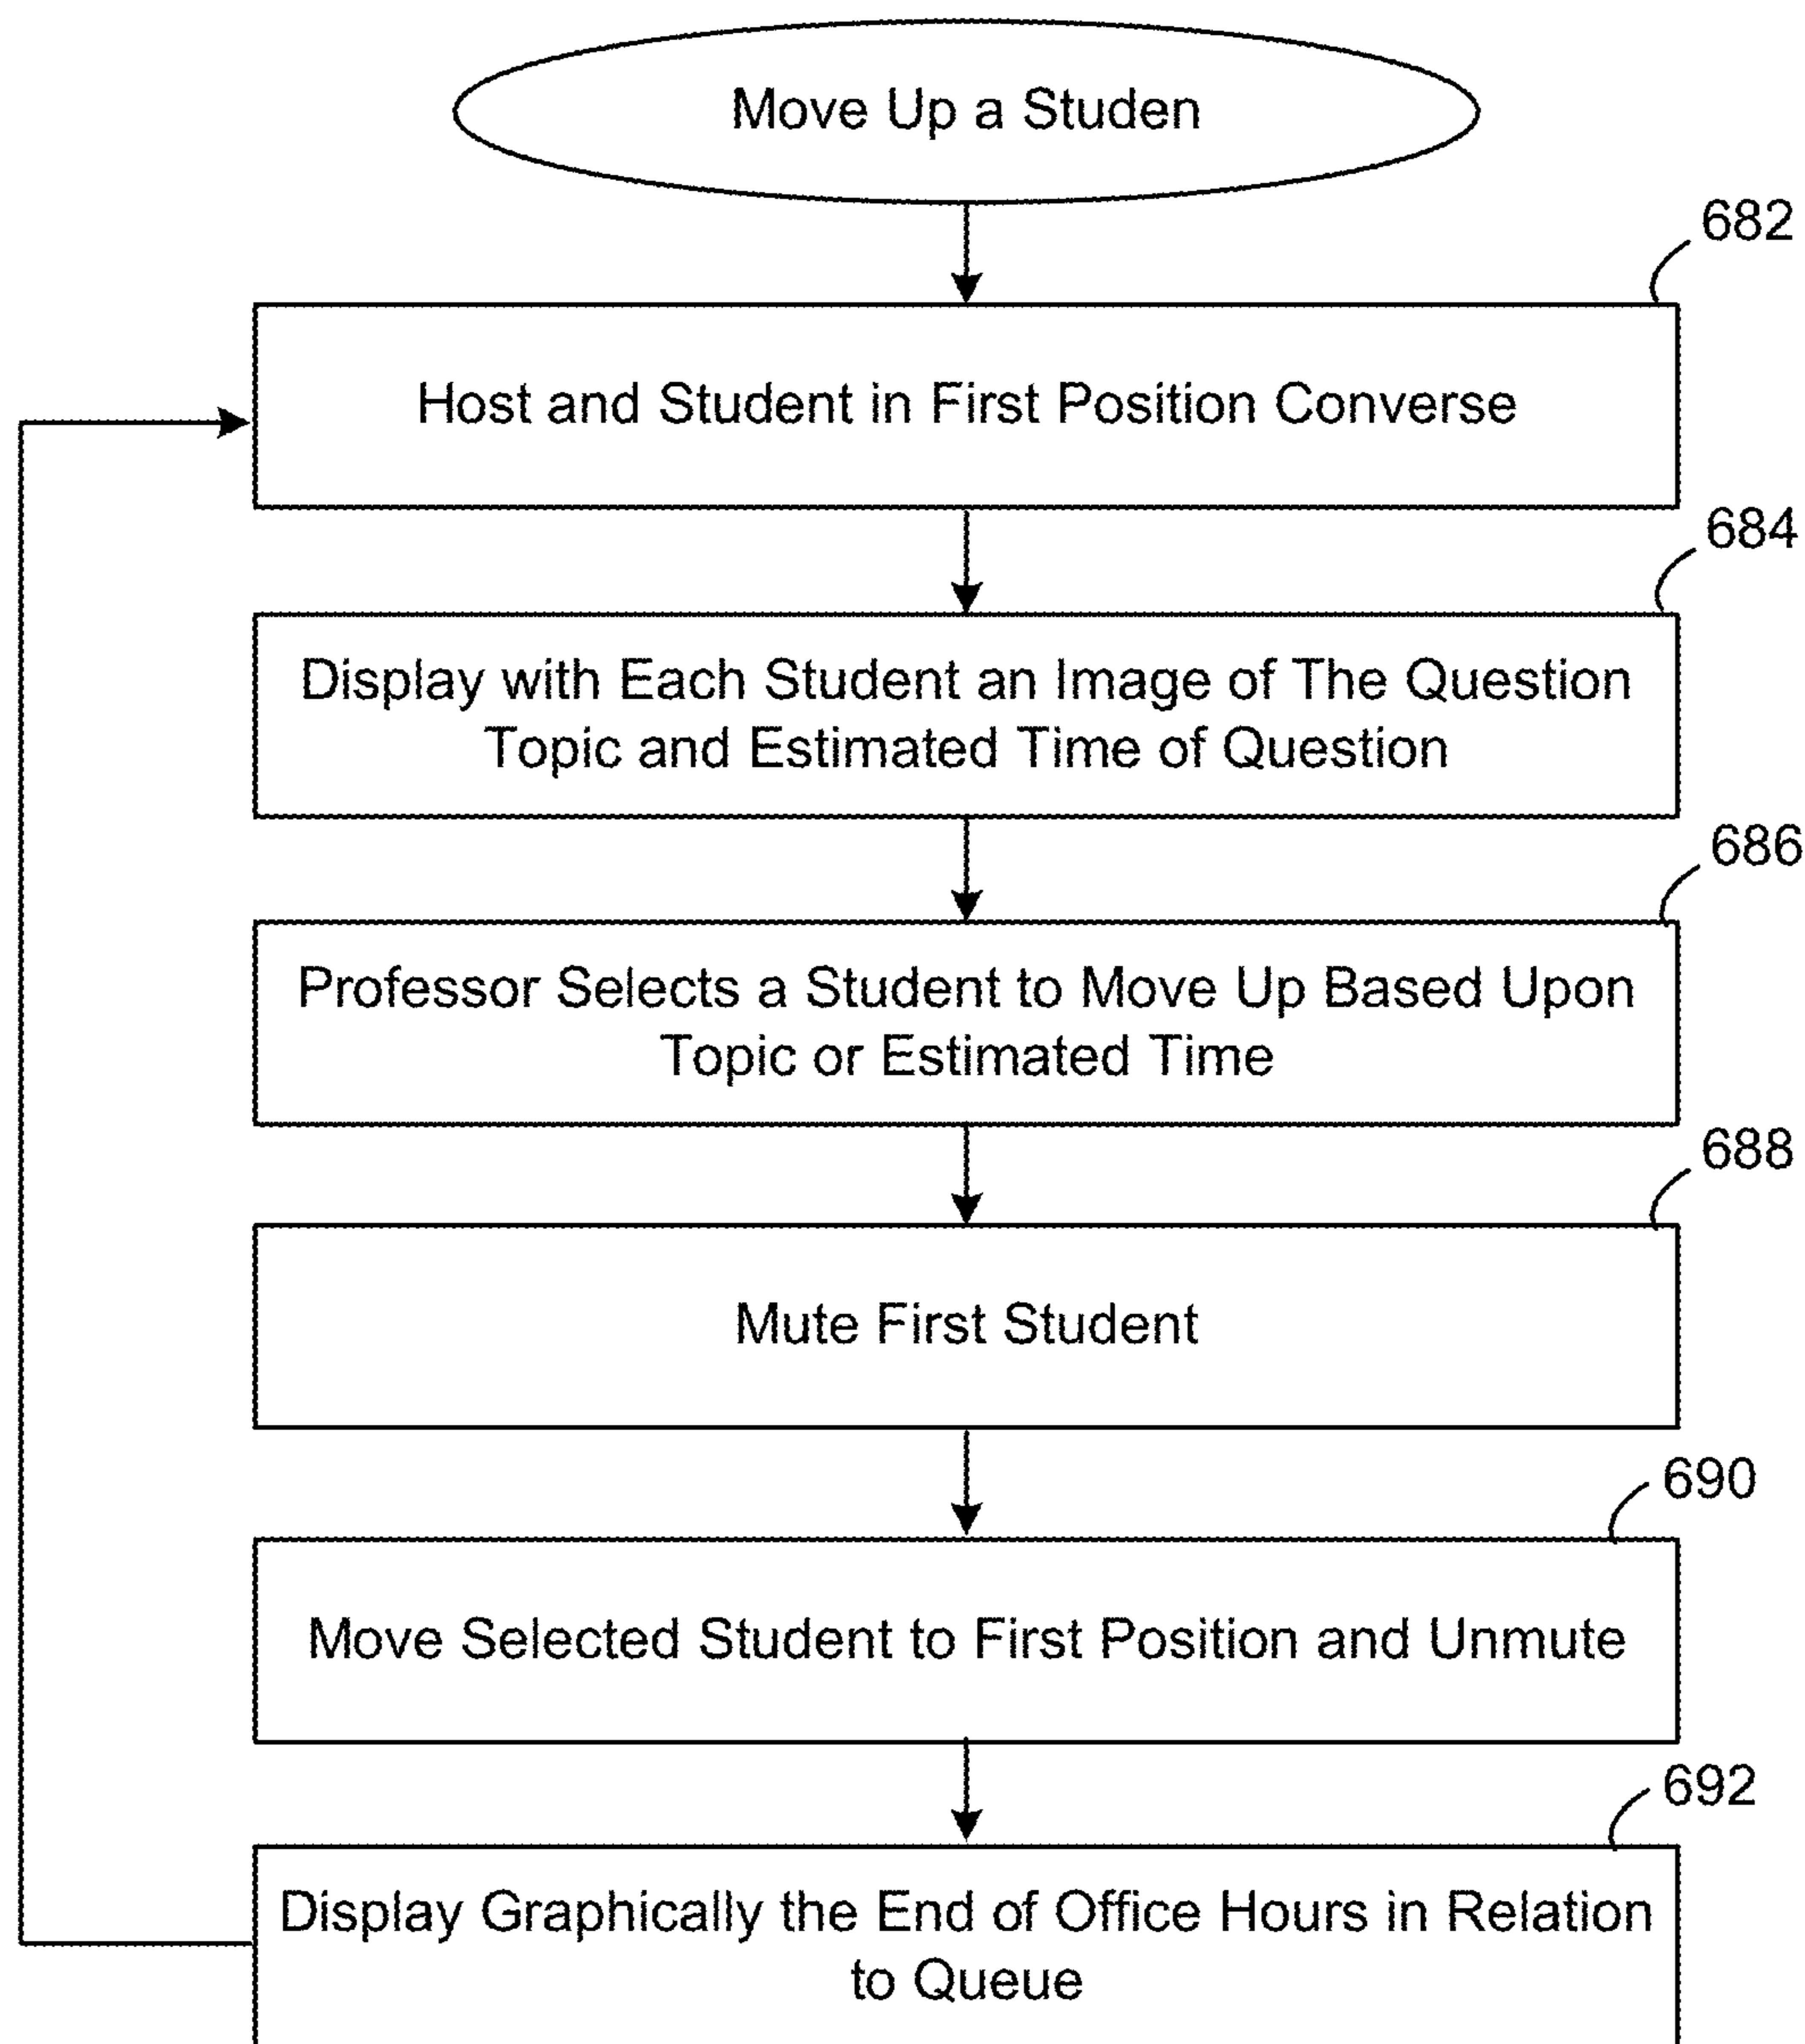 Move Up a Studen
682
Host and Student in First Position Converse
684
Display with Each Student an Image of The Question
Topic and Estimated Time of Question
686
Professor Selects a Student to Move Up Based Upon
Topic or Estimated Time
688
Mute First Student
690
Move Selected Student to First Position and Unmute
692
Display Graphically the End of Office Hours in Relation
to Queue